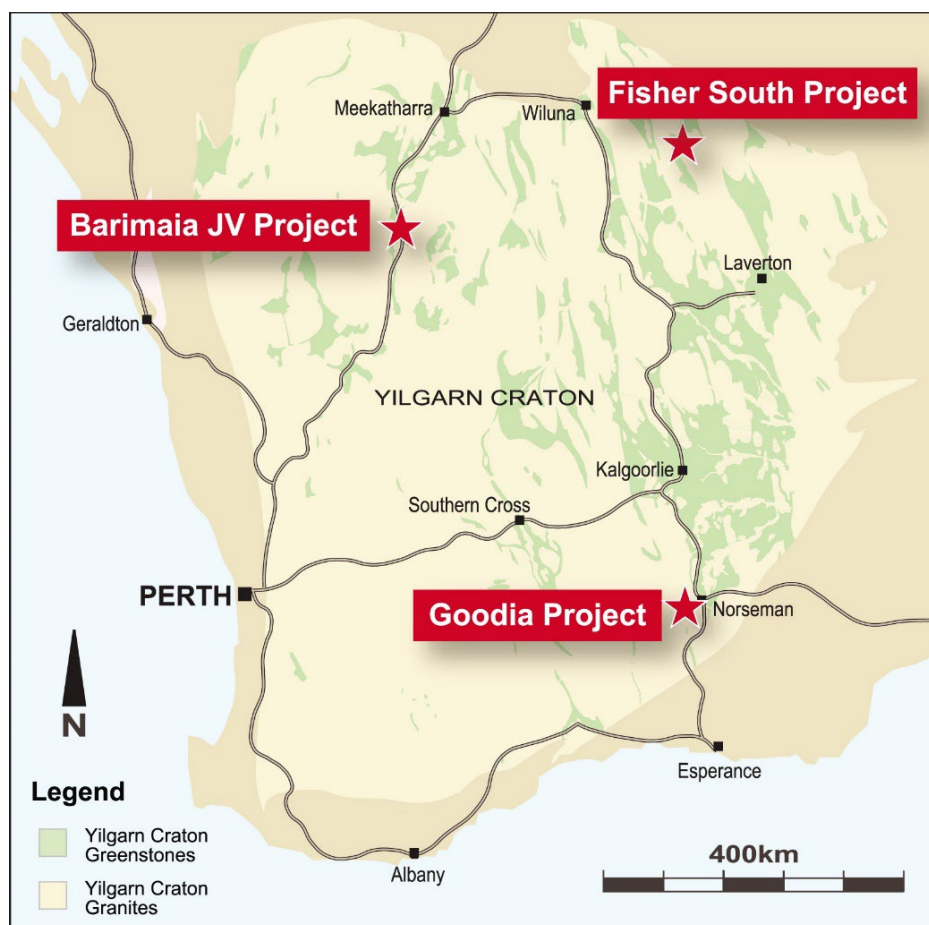 Fisher South Project
Meekatharra
Wiluna
Barimaia JV Project
Laverton
Geraldton
YILGARN CRATON
Kalgoorlie
Southern Cross
PERTH
Goodia Project
Norseman
N
Esperance
Legend
Yilgarn Craton
Greenstones
Yilgarn Craton
Granites
Albany
400km